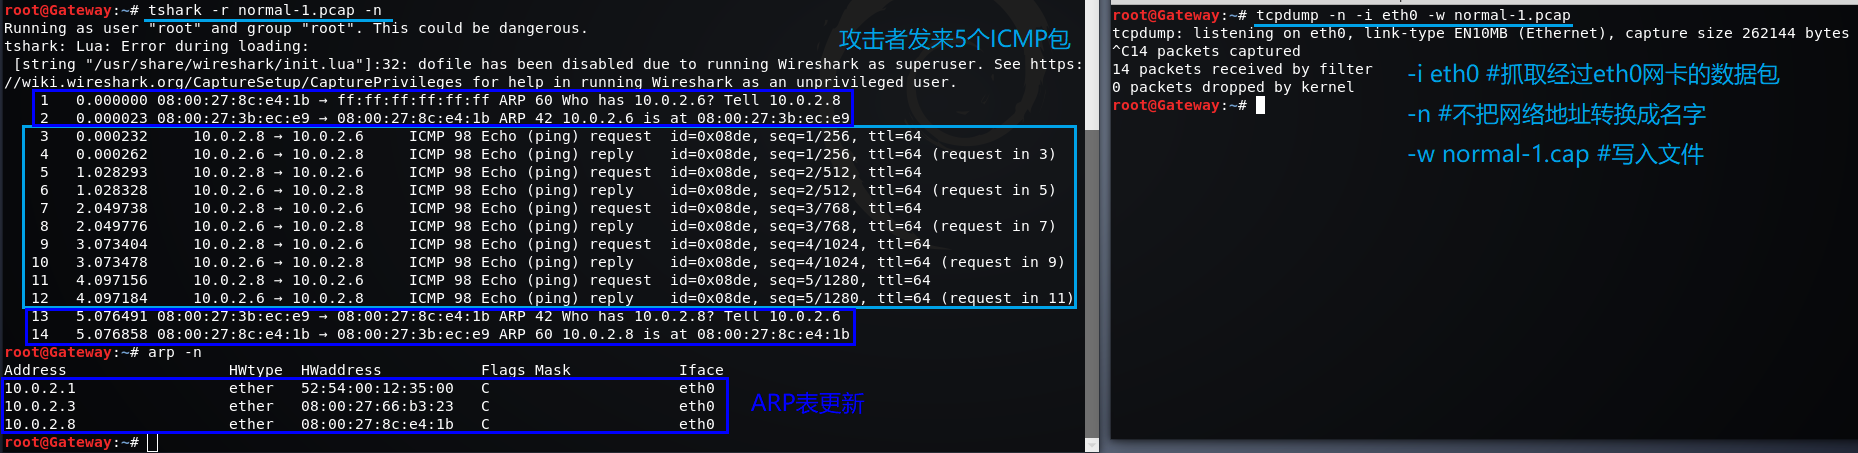 root@Gateway:~# tshark -r normal-1.pcap -n
Running as user "root" and group "root". This could be dangerous.
tshark: Lua: Error during loading:
 [string "/usr/share/wireshark/init.lua"]:32: dofile has been disabled due to running Wireshark as superuser. See https:
//wiki.wireshark.org/CaptureSetup/CapturePrivileges for help in running Wireshark as an unprivileged user.
攻击者发来5个ICMP包
1 0.000000 08:00:27:8c:e4:1b → ff:ff:ff:ff:ff:ff ARP 60 Who has 10.0.2.6? Tell 10.0.2.8
2 0.000023 08:00:27:3b:ec:e9 → 08:00:27:8c:e4:1b ARP 42 10.0.2.6 is at 08:00:27:3b:ec:e9
3 0.000232 10.0.2.8 → 10.0.2.6 ICMP 98 Echo (ping) request id=0x08de, seq=1/256, ttl=64
4 0.000262 10.0.2.6 → 10.0.2.8 ICMP 98 Echo (ping) reply id=0x08de, seq=1/256, ttl=64 (request in 3)
5 1.028293 10.0.2.8 → 10.0.2.6 ICMP 98 Echo (ping) request id=0x08de, seq=2/512, ttl=64
6 1.028328 10.0.2.6 → 10.0.2.8 ICMP 98 Echo (ping) reply id=0x08de, seq=2/512, ttl=64 (request in 5)
7 2.049738 10.0.2.8 → 10.0.2.6 ICMP 98 Echo (ping) request id=0x08de, seq=3/768, ttl=64
8 2.049776 10.0.2.6 → 10.0.2.8 ICMP 98 Echo (ping) reply id=0x08de, seq=3/768, ttl=64 (request in 7)
9 3.073404 10.0.2.8 → 10.0.2.6 ICMP 98 Echo (ping) request id=0x08de, seq=4/1024, ttl=64
10 3.073478 10.0.2.6 → 10.0.2.8 ICMP 98 Echo (ping) reply id=0x08de, seq=4/1024, ttl=64 (request in 9)
11 4.097156 10.0.2.8 → 10.0.2.6 ICMP 98 Echo (ping) request id=0x08de, seq=5/1280, ttl=64
12 4.097184 10.0.2.6 → 10.0.2.8 ICMP 98 Echo (ping) reply id=0x08de, seq=5/1280, ttl=64 (request in 11)
13 5.076491 08:00:27:3b:ec:e9 → 08:00:27:8c:e4:1b ARP 42 Who has 10.0.2.8? Tell 10.0.2.6
14 5.076858 08:00:27:8c:e4:1b → 08:00:27:3b:ec:e9 ARP 60 10.0.2.8 is at 08:00:27:8c:e4:1b
root@Gateway:~# arp -n
Address HWtype HWaddress Flags Mask Iface
10.0.2.1 ether 52:54:00:12:35:00 C eth0
10.0.2.3 ether 08:00:27:66:b3:23 C eth0
10.0.2.8 ether 08:00:27:8c:e4:1b C eth0
ARP表更新
root@Gateway:~#
root@Gateway:~# tcpdump -n -i eth0 -w normal-1.pcap
tcpdump: listening on eth0, link-type EN10MB (Ethernet), capture size 262144 bytes
^C14 packets captured
14 packets received by filter
0 packets dropped by kernel
root@Gateway:~#
-i eth0 #抓取经过eth0网卡的数据包
-n #不把网络地址转换成名字
-w normal-1.cap #写入文件